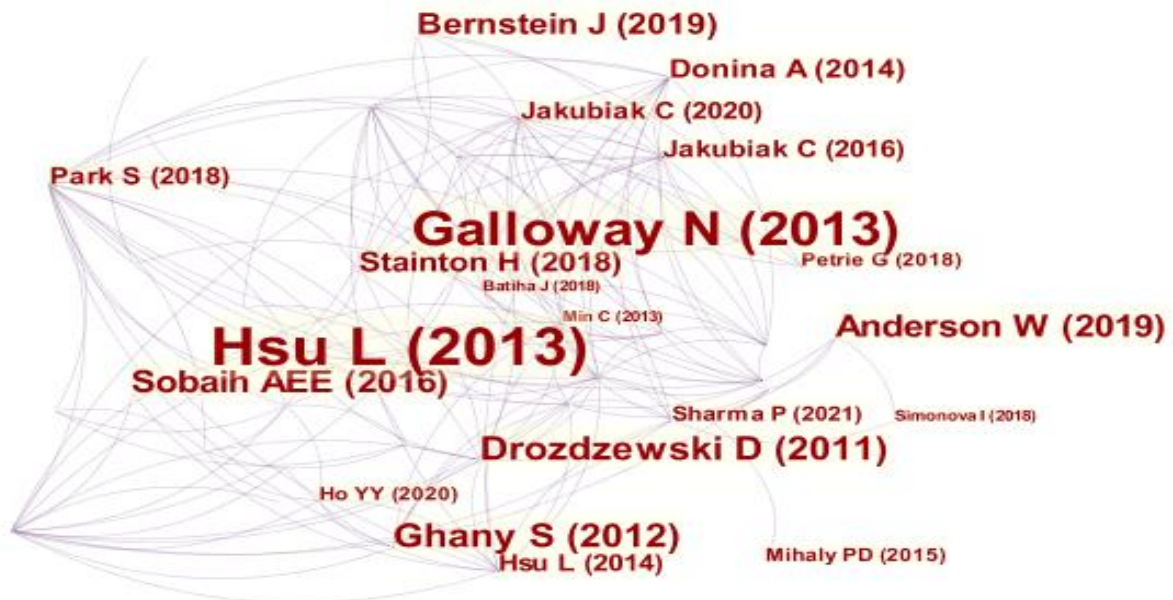 Bernstein J (2019)
Donina A (2014)
Jakubiak C (2020)
Jakubiak C (2016)
Park S (2018)
Galloway N (2013)
Stainton H (2018)
Petrie G (2018)
Batiha J (2018)
Min C (2013)
Anderson W (2019)
Hsu L (2013)
Sobaih AEE (2016)
Sharma P (2021)
Simonova I (2018)
Drozdzewski D (2011)
Ho YY (2020)
Ghany S (2012)
Mihaly PD (2015)
Hsu L (2014)